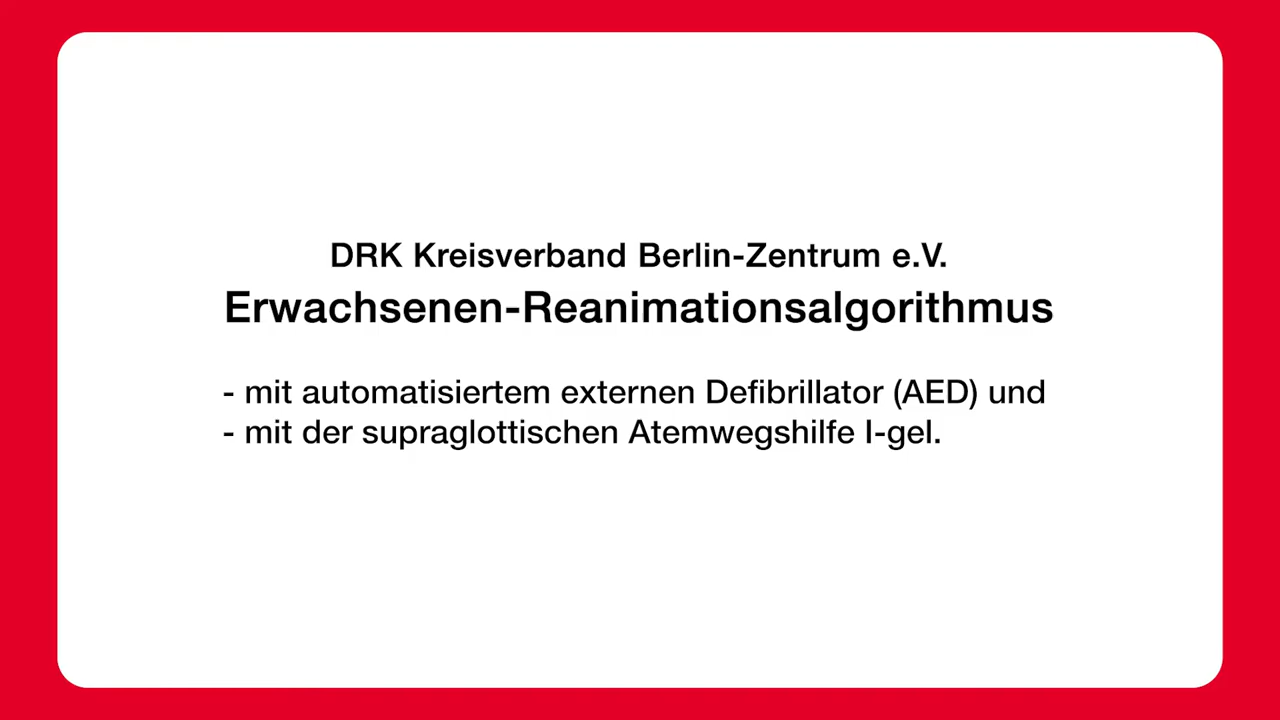 DRK Kreisverband Berlin-Zentrum e.V.
Erwachsenen-Reanimationsalgorithmus
- mit automatisiertem externen Defibrillator (AED) und
- mit der supraglottischen Atemwegshilfe I-gel.